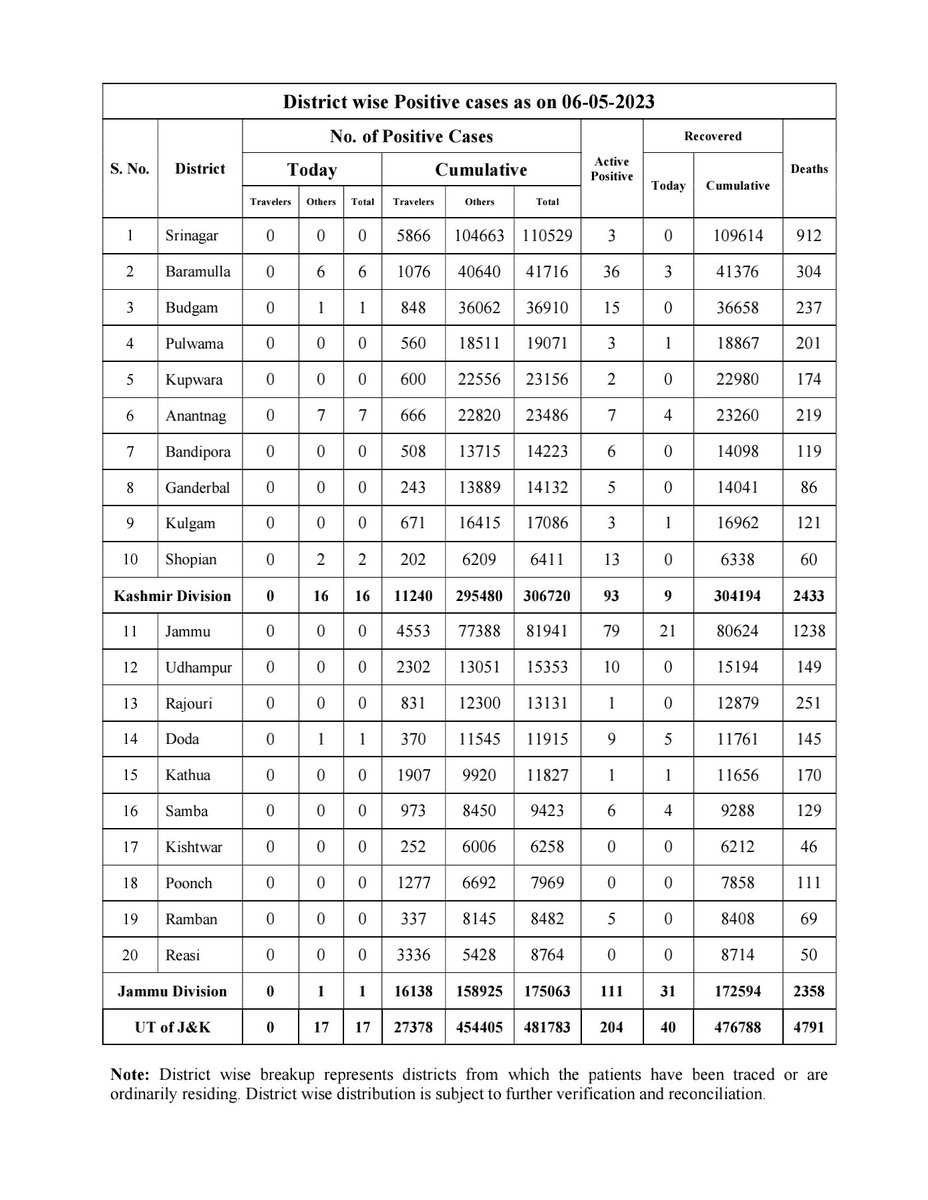 District wise Positive cases as on 06-05-2023
S. No. District No. of Positive Cases Active Positive Recovered Deaths
Today Cumulative Today Cumulative
Travelers Others Total Travelers Others Total
1 Srinagar 0 0 0 5866 104663 110529 3 0 109614 912
2 Baramulla 0 6 6 1076 40640 41716 36 3 41376 304
3 Budgam 0 1 1 848 36062 36910 15 0 36658 237
4 Pulwama 0 0 0 560 18511 19071 3 1 18867 201
5 Kupwara 0 0 0 600 22556 23156 2 0 22980 174
6 Anantnag 0 7 7 666 22820 23486 7 4 23260 219
7 Bandipora 0 0 0 508 13715 14223 6 0 14098 119
8 Ganderbal 0 0 0 243 13889 14132 5 0 14041 86
9 Kulgam 0 0 0 671 16415 17086 3 1 16962 121
10 Shopian 0 2 2 202 6209 6411 13 0 6338 60
Kashmir Division 0 16 16 11240 295480 306720 93 9 304194 2433
11 Jammu 0 0 0 4553 77388 81941 79 21 80624 1238
12 Udhampur 0 0 0 2302 13051 15353 10 0 15194 149
13 Rajouri 0 0 0 831 12300 13131 1 0 12879 251
14 Doda 0 1 1 370 11545 11915 9 5 11761 145
15 Kathua 0 0 0 1907 9920 11827 1 1 11656 170
16 Samba 0 0 0 973 8450 9423 6 4 9288 129
17 Kishtwar 0 0 0 252 6006 6258 0 0 6212 46
18 Poonch 0 0 0 1277 6692 7969 0 0 7858 111
19 Ramban 0 0 0 337 8145 8482 5 0 8408 69
20 Reasi 0 0 0 3336 5428 8764 0 0 8714 50
Jammu Division 0 1 1 16138 158925 175063 111 31 172594 2358
UT of J&K 0 17 17 27378 454405 481783 204 40 476788 4791
Note: District wise breakup represents districts from which the patients have been traced or are
ordinarily residing. District wise distribution is subject to further verification and reconciliation.